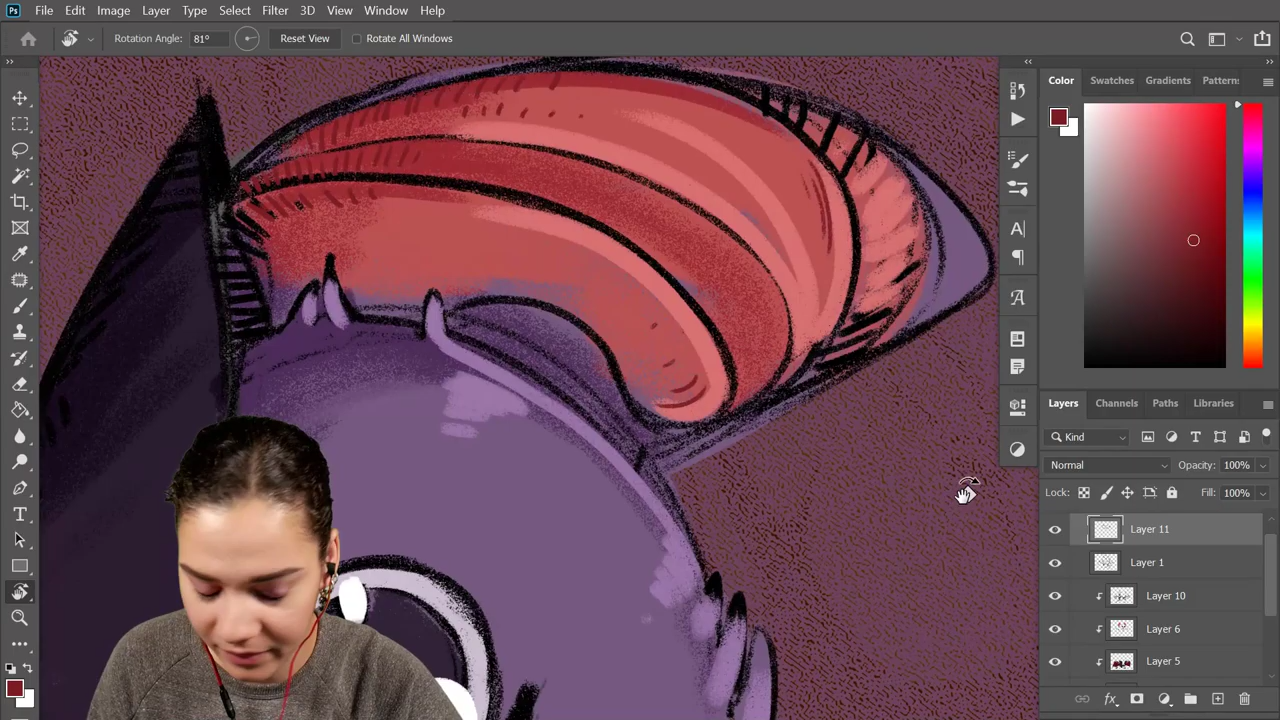 Ps File Edit Image Layer Type Select Filter 3D View Window Help
Rotation Angle: 81° Reset View Rotate All Windows
Color Swatches Gradients Pattern
Layers Channels Paths Libraries
Kind
Normal Opacity: 100%
Lock: Fill: 100%
Layer 11
Layer 1
Layer 10
Layer 6
Layer 5